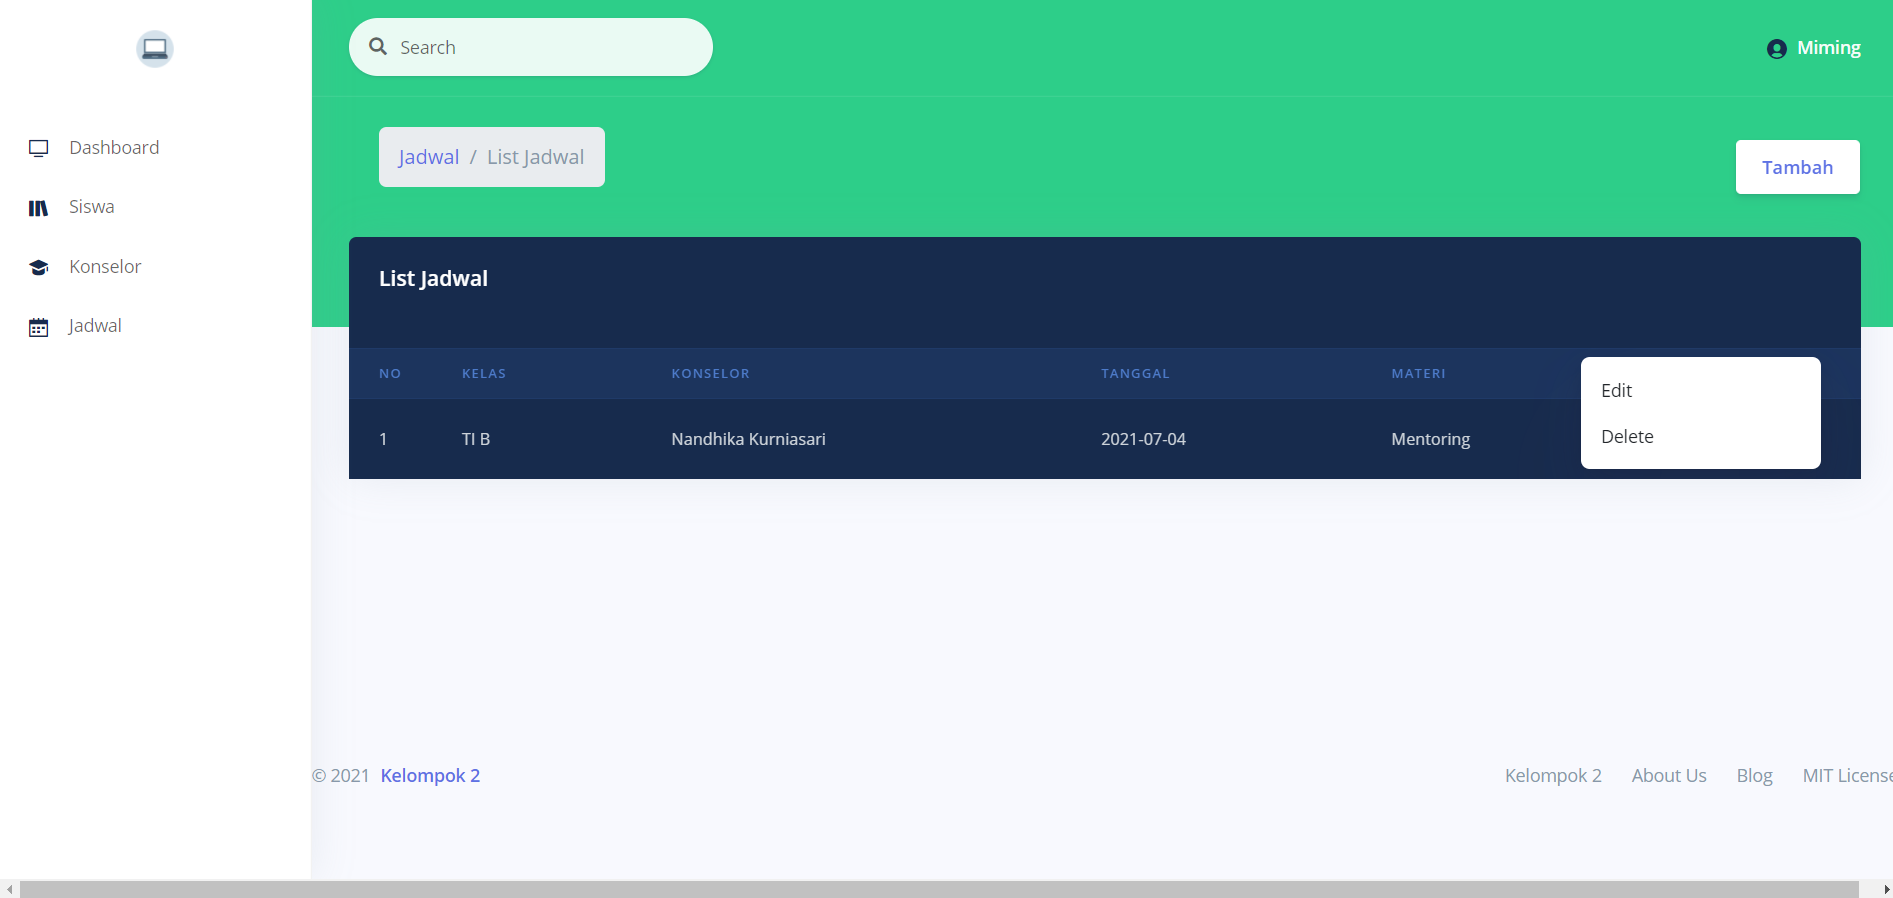 Search
Miming
Dashboard
Siswa
Konselor
Jadwal
Jadwal / List Jadwal
Tambah
List Jadwal
NO KELAS KONSELOR TANGGAL MATERI
1 TI B Nandhika Kurniasari 2021-07-04 Mentoring
Edit
Delete
© 2021 Kelompok 2
Kelompok 2 About Us Blog MIT License